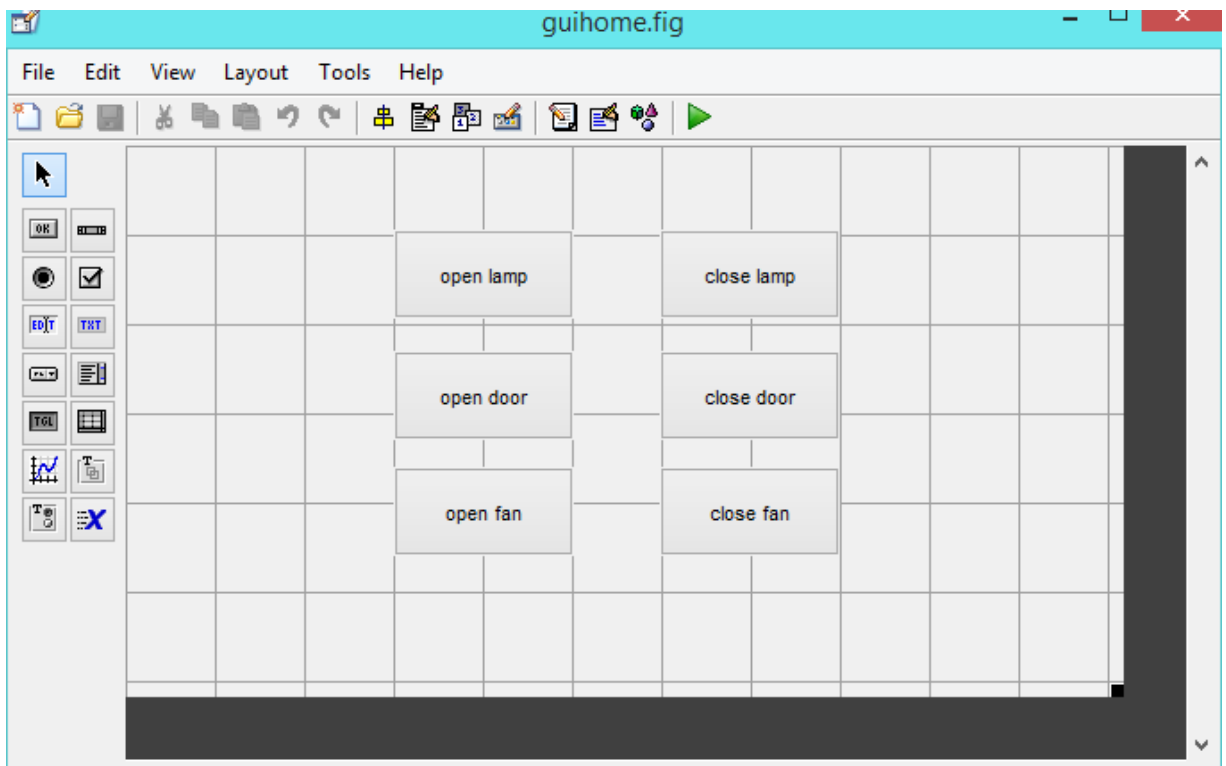 guihome.fig
File Edit View Layout Tools Help
OK
EDIT TXT
TGL
open lamp close lamp
open door close door
open fan close fan